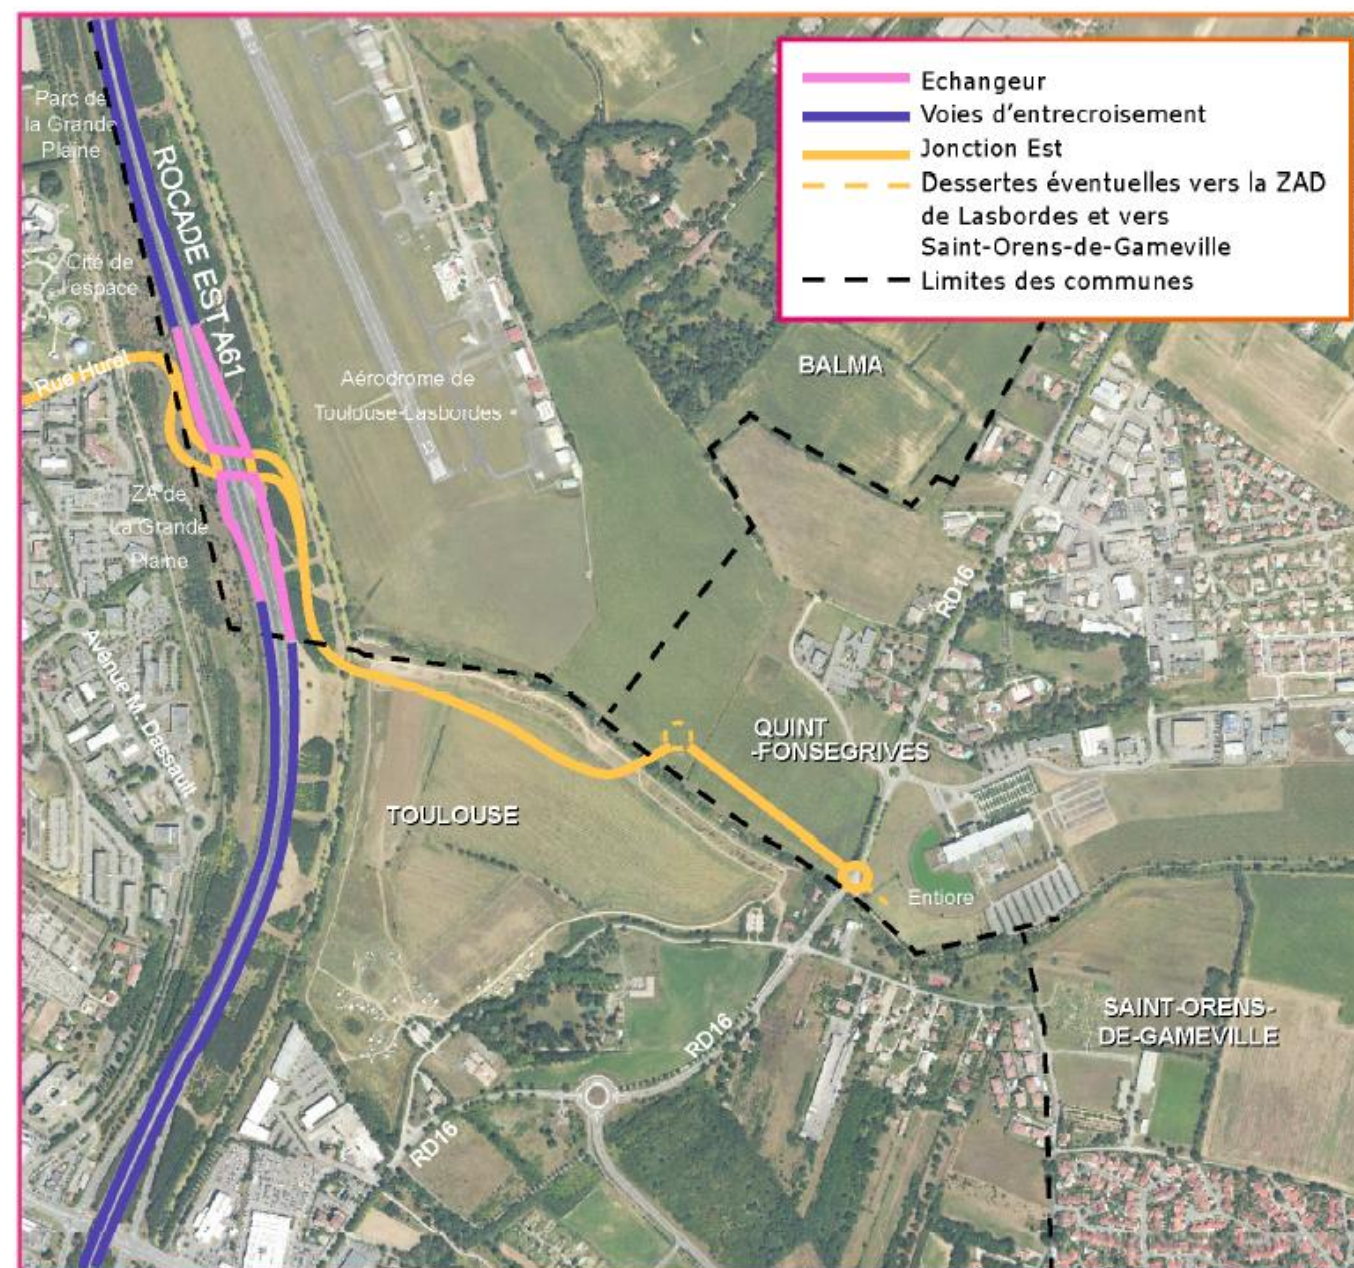 Echangeur
Voies d'entrecroisement
Jonction Est
Dessertes éventuelles vers la ZAD
de Lasbordes et vers
Saint-Orens-de-Gameville
Limites des communes
Parc de
la Grande
Plaine
ROCADE EST A61
Cité de
l'espace
Rue Hurel
Aérodrome de
Toulouse-Lasbordes
BALMA
ZA de
La Grande
Plaine
RD16
Avenue M. Dassault
QUINT
-FONSEGRIVES
TOULOUSE
Entiore
SAINT-ORENS-
DE-GAMEVILLE
RD16
RD16